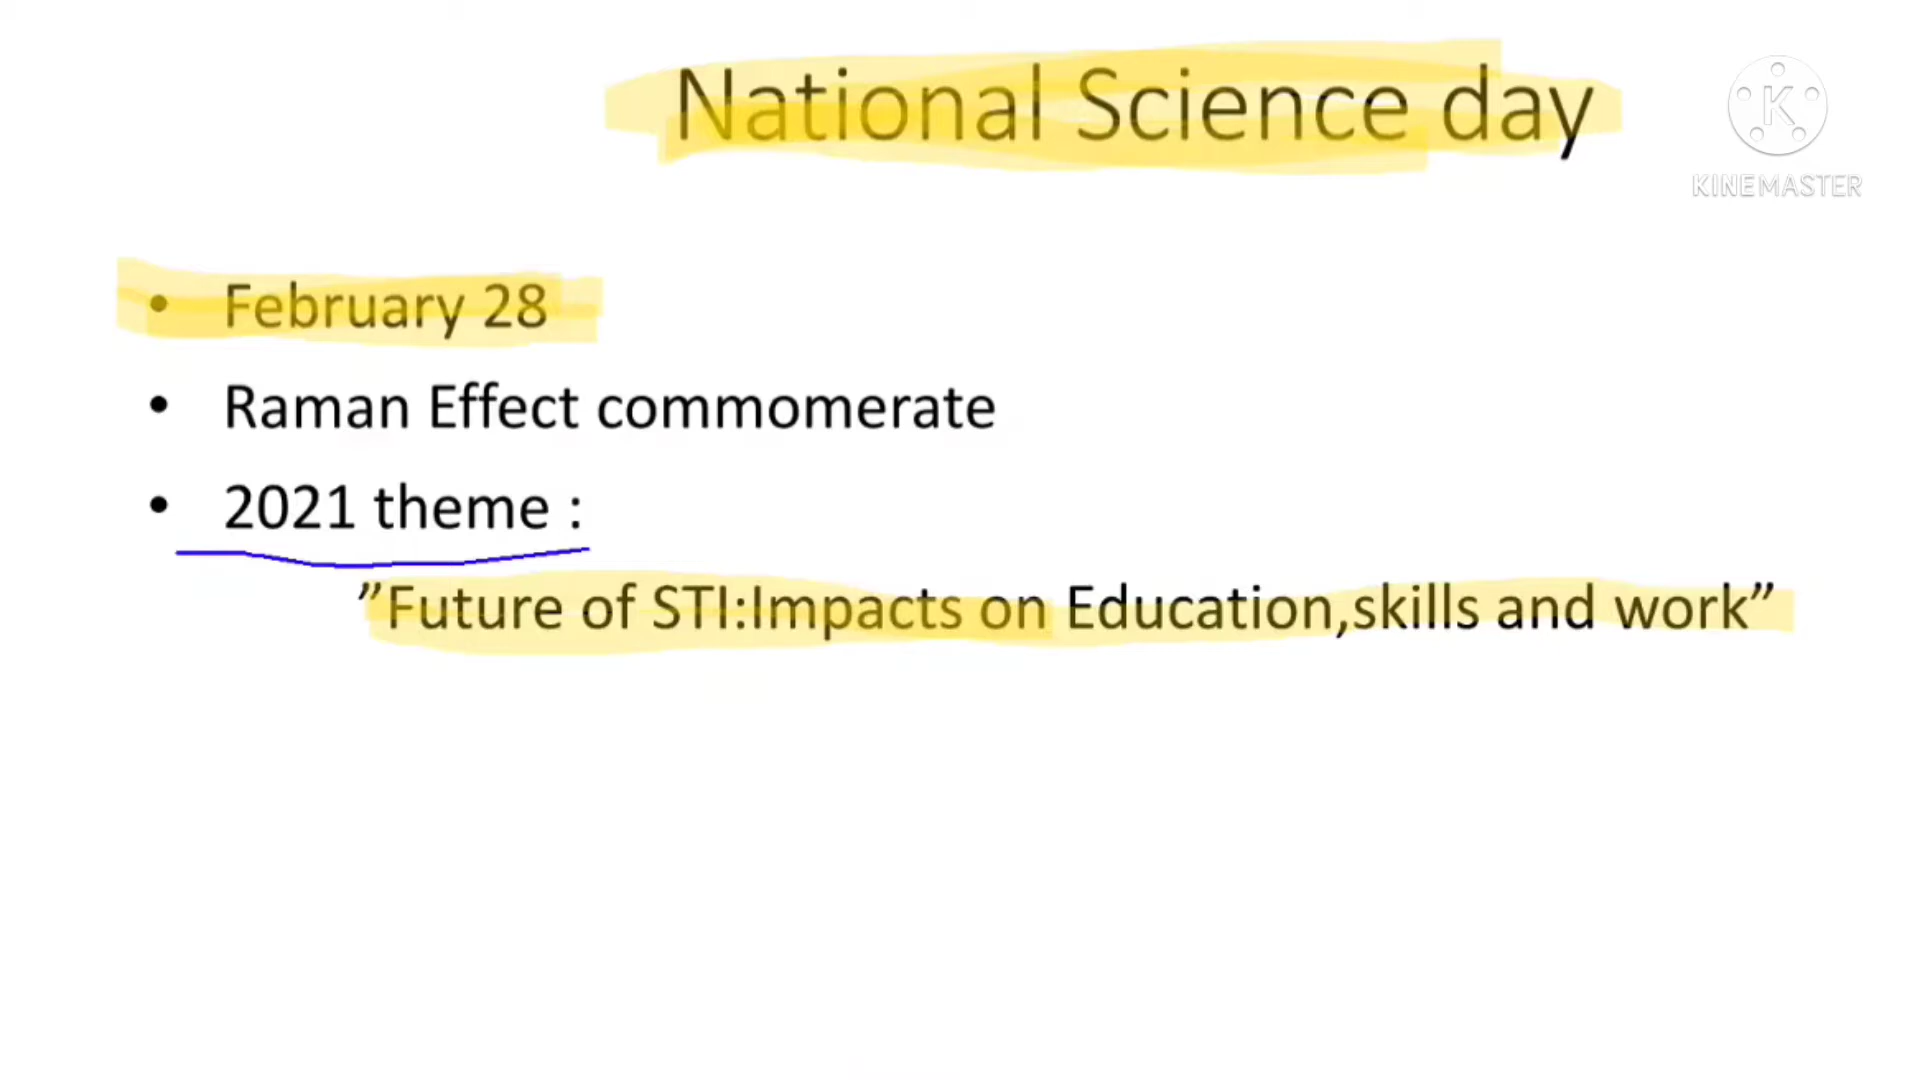 National Science day
K
KINEMASTER
• February 28
• Raman Effect commomerate
• 2021 theme :
”Future of STI:Impacts on Education,skills and work”